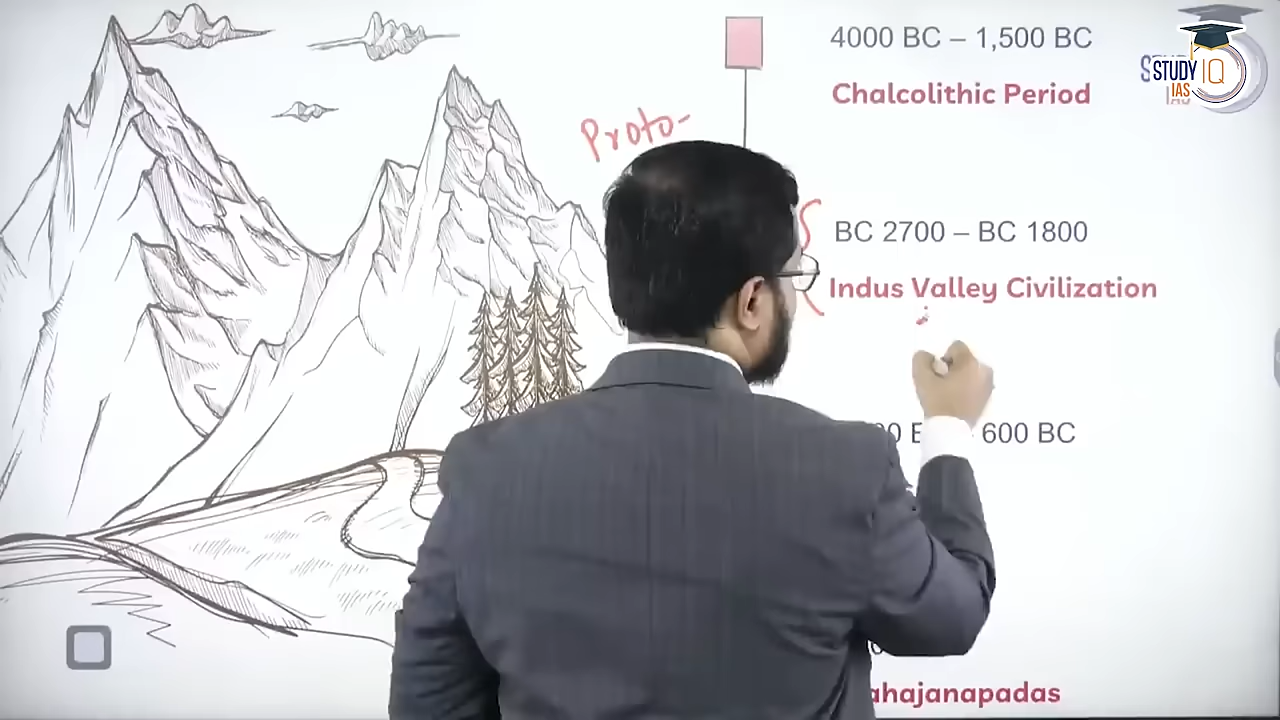 4000 BC – 1,500 BC
Chalcolithic Period
STUDY IQ
IAS
Proto-
BC 2700 – BC 1800
Indus Valley Civilization
600 BC
ahajanapadas